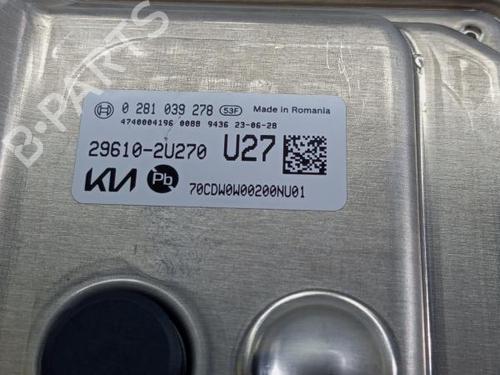 B-PARTS
BOSCH 0 281 039 278 53F Made in Romania
4740004196 0088 9436 23-06-28
29610-2U270 U27
KIA Pb 70CDW0W00200NU01